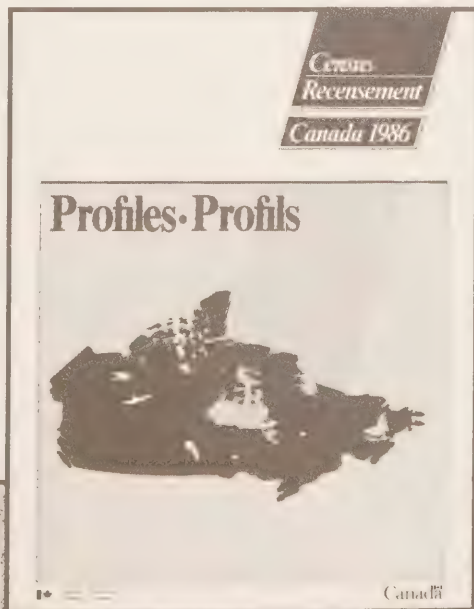 Census
Recensement
Canada 1986
Profiles • Profils
Canada